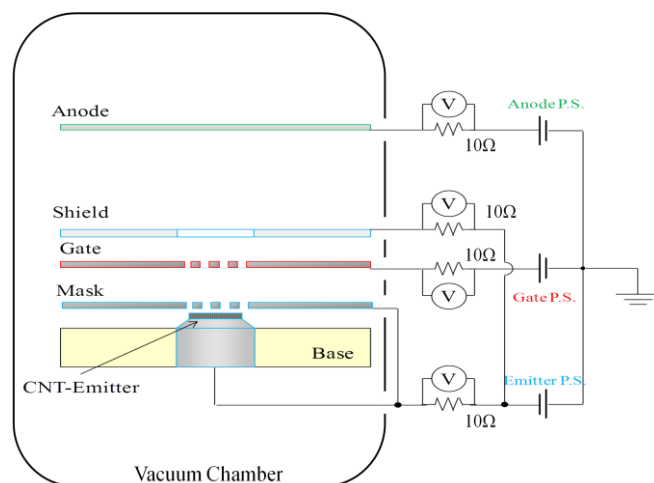 V
Anode
Anode P.S.
10Ω
V
Shield
10Ω
Gate
10Ω
Mask
V
Gate P.S.
Base
V
Emitter P.S.
CNT-Emitter
10Ω
Vacuum Chamber